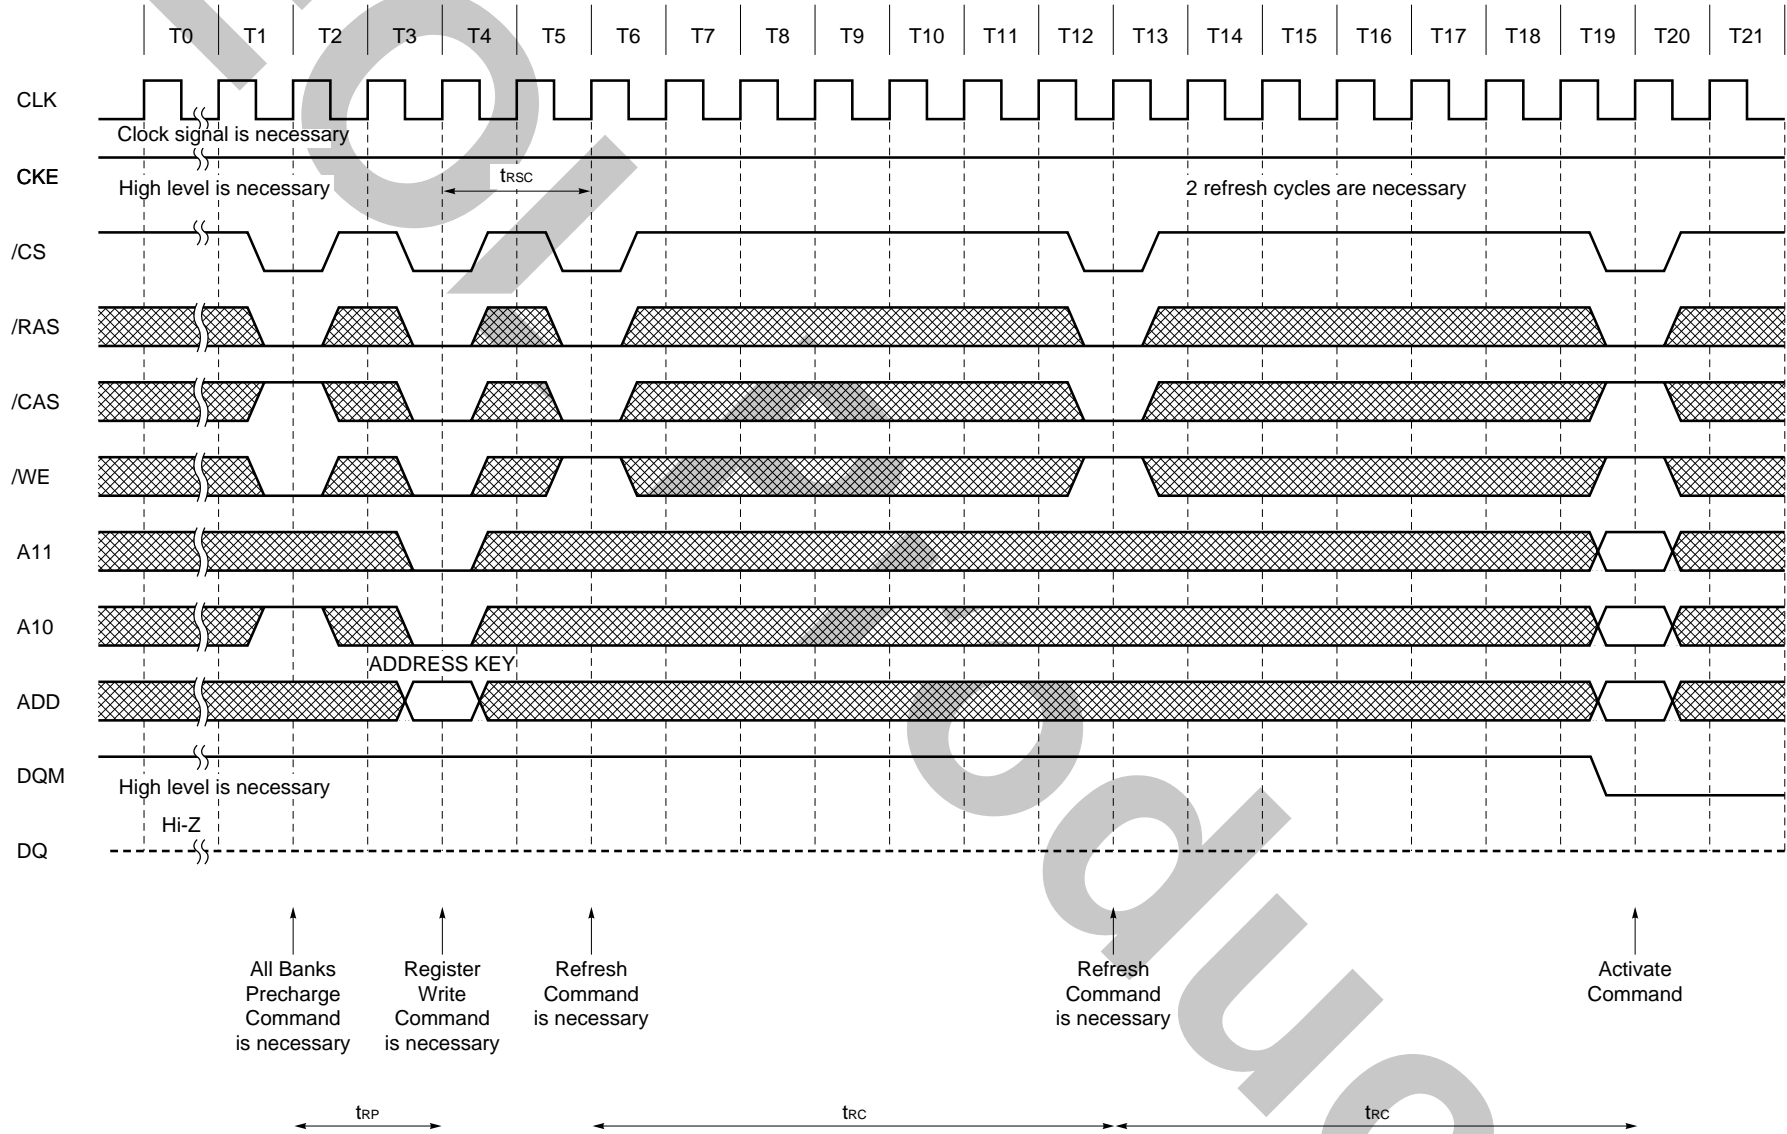 T0 T1 T2 T3 T4 T5 T6 T7 T8 T9 T10 T11 T12 T13 T14 T15 T16 T17 T18 T19 T20 T21
CLK
Clock signal is necessary
CKE
High level is necessary
tRSC
2 refresh cycles are necessary
/CS
/RAS
/CAS
/WE
A11
A10
ADDRESS KEY
ADD
DQM
High level is necessary
Hi-Z
DQ
All Banks
Precharge
Command
is necessary
Register
Write
Command
is necessary
Refresh
Command
is necessary
Refresh
Command
is necessary
Activate
Command
tRP
tRC
tRC